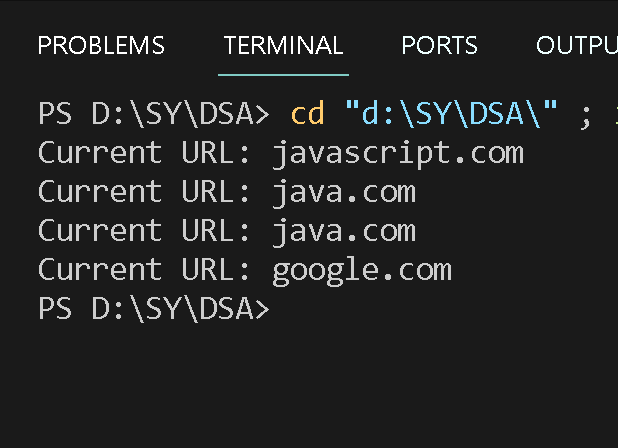 PROBLEMS TERMINAL PORTS
PS D:\SY\DSA> cd "d:\SY\DSA\" ;
Current URL: javascript.com
Current URL: java.com
Current URL: java.com
Current URL: google.com
PS D:\SY\DSA>